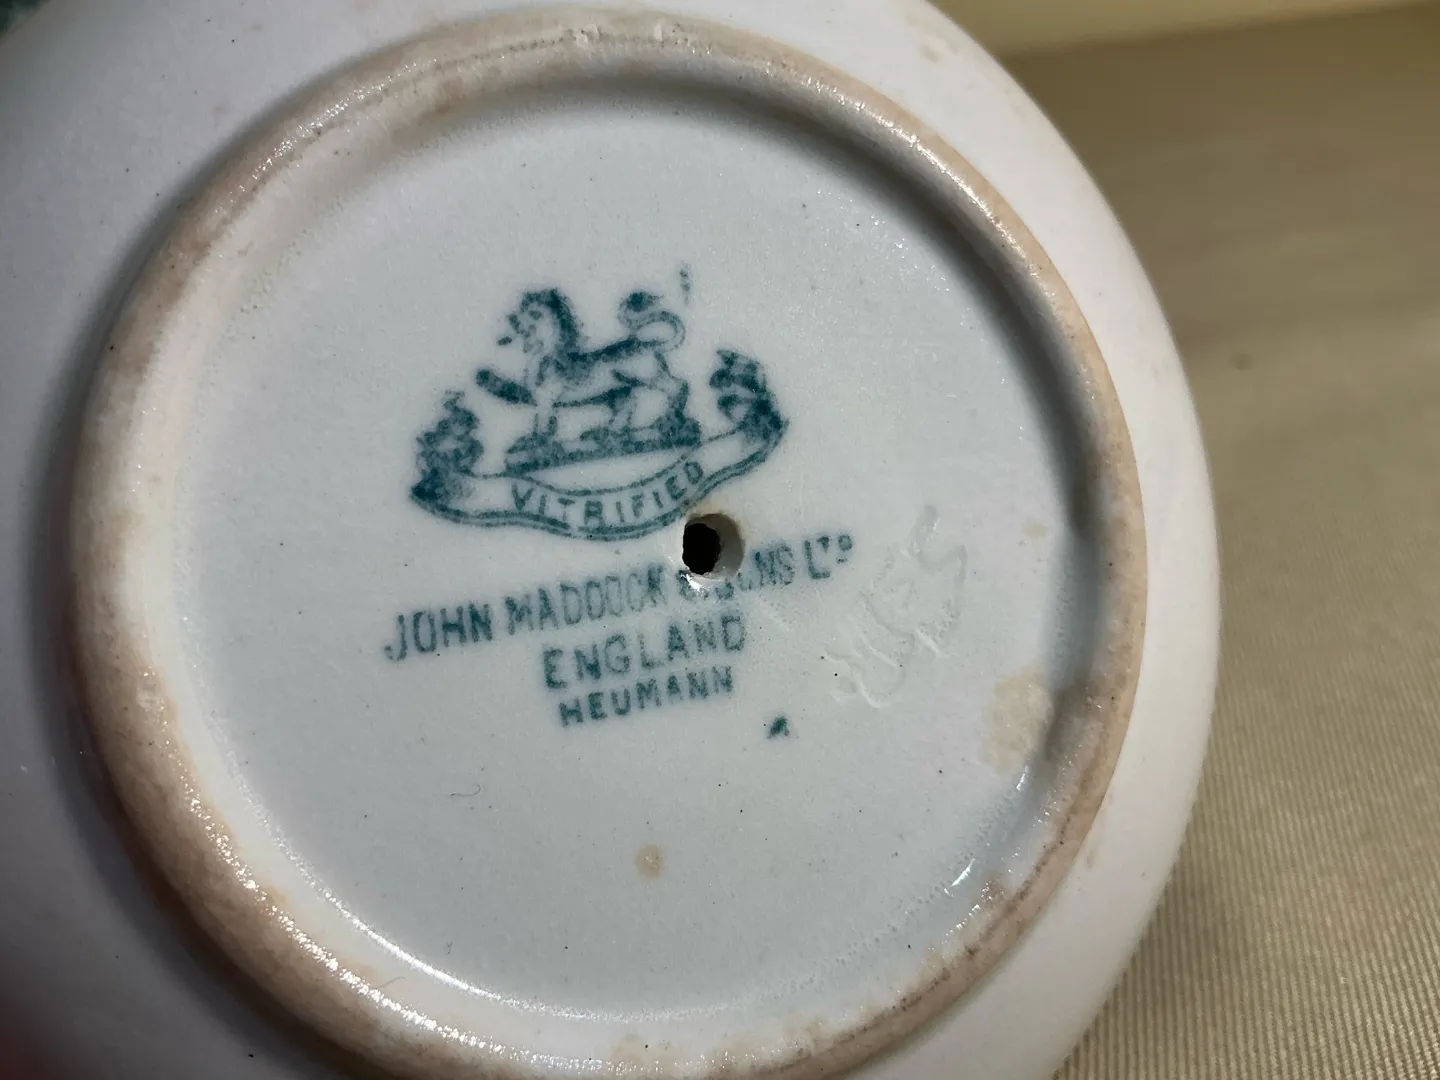 VITRIFIED
JOHN MADDOCK & SONS LTD
ENGLAND
HEUMANN